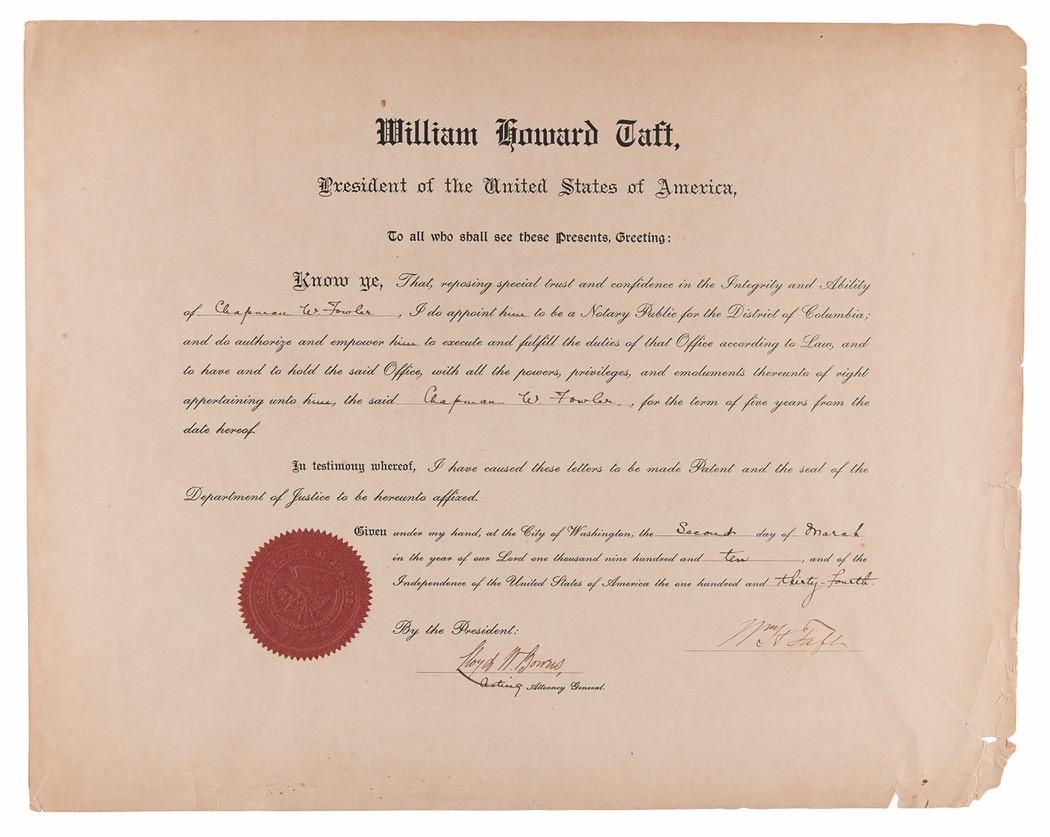 William Howard Taft,
President of the United States of America,
To all who shall see these Presents, Greeting:
Know ye, That, reposing special trust and confidence in the Integrity and Ability
of Chapman W. Fowler, I do appoint him to be a Notary Public for the District of Columbia;
and do authorize and empower him to execute and fulfill the duties of that Office according to Law, and
to have and to hold the said Office, with all the powers, privileges, and emoluments thereunto of right
appertaining unto him, the said Chapman W. Fowler, for the term of five years from the
date hereof.
In testimony whereof, I have caused these letters to be made Patent and the seal of the
Department of Justice to be hereunto affixed.
Given under my hand, at the City of Washington, the Second day of March
in the year of our Lord one thousand nine hundred and ten, and of the
Independence of the United States of America the one hundred and thirty-fourth.
By the President:
Wm H Taft
Lloyd W. Bowers,
Acting Attorney General.